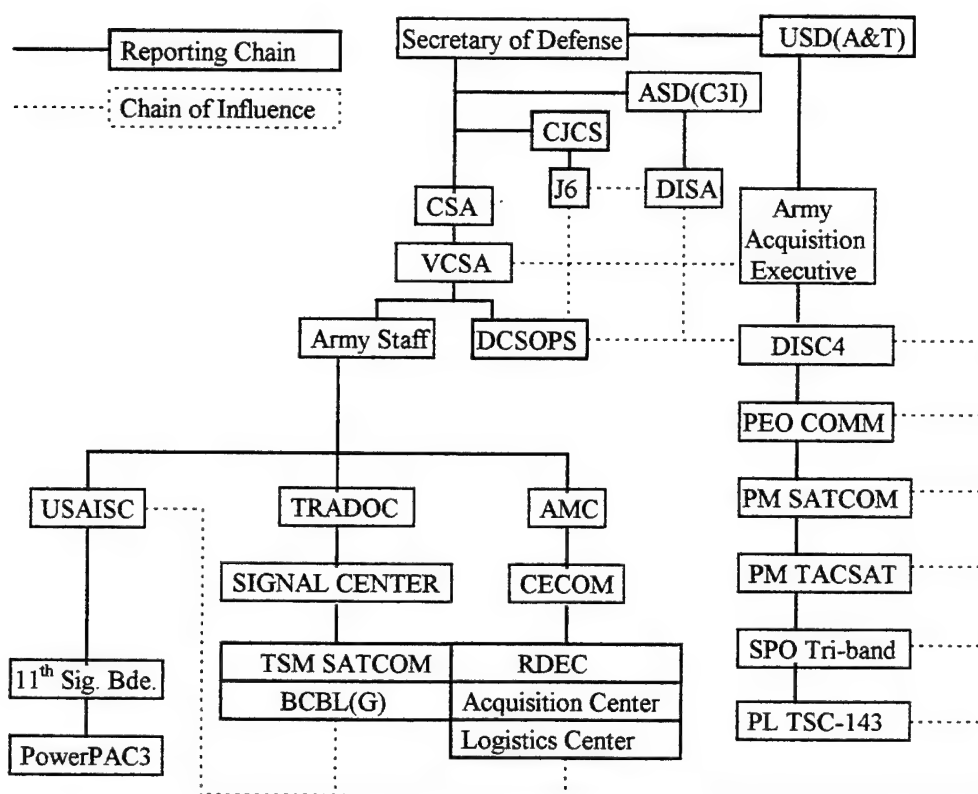 Reporting Chain
Chain of Influence
Secretary of Defense
USD(A&T)
ASD(C3I)
CJCS
J6
DISA
CSA
VCSA
Army
Acquisition
Executive
Army Staff
DCSOPS
DISC4
PEO COMM
USAISC
TRADOC
AMC
PM SATCOM
SIGNAL CENTER
CECOM
PM TACSAT
TSM SATCOM
RDEC
SPO Tri-band
11th Sig. Bde.
BCBL(G)
Acquisition Center
PL TSC-143
Logistics Center
PowerPAC3